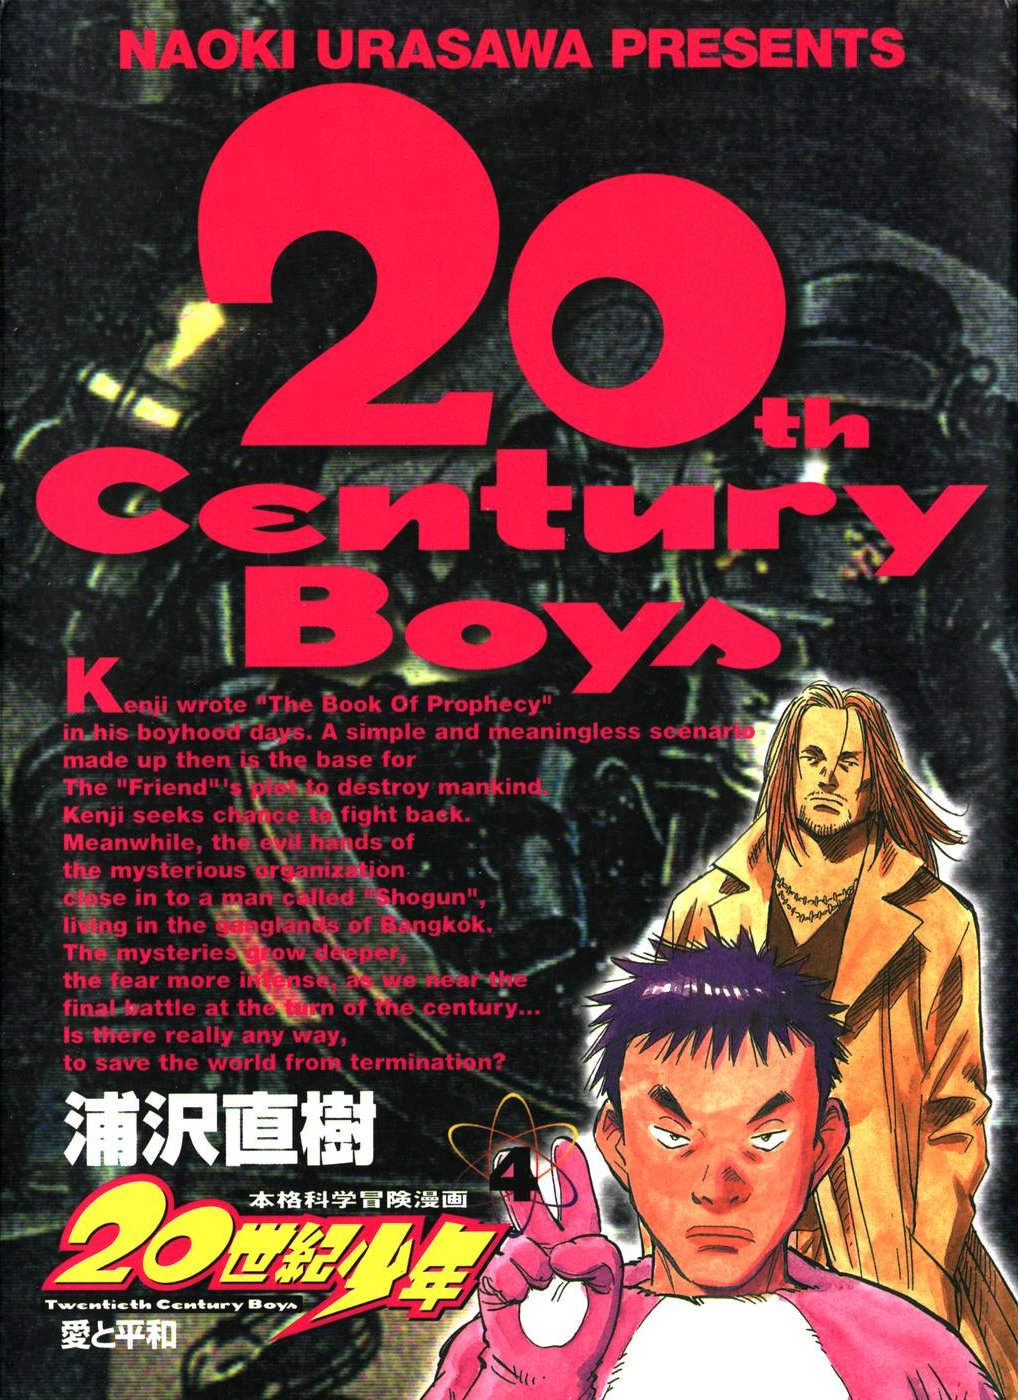 NAOKI URASAWA PRESENTS
20th
Century
Boys
Kenji wrote "The Book Of Prophecy"
in his boyhood days. A simple and meaningless scenario
made up then is the base for
The "Friend"'s plot to destroy mankind.
Kenji seeks chance to fight back.
Meanwhile, the evil hands of
the mysterious organization
close in to a man called "Shogun",
living in the ganglands of Bangkok.
The mysteries grow deeper,
the fear more intense, as we near the
final battle at the turn of the century...
Is there really any way,
to save the world from termination?
浦沢直樹
4
本格科学冒険漫画
20世紀少年
Twentieth Century Boys
愛と平和